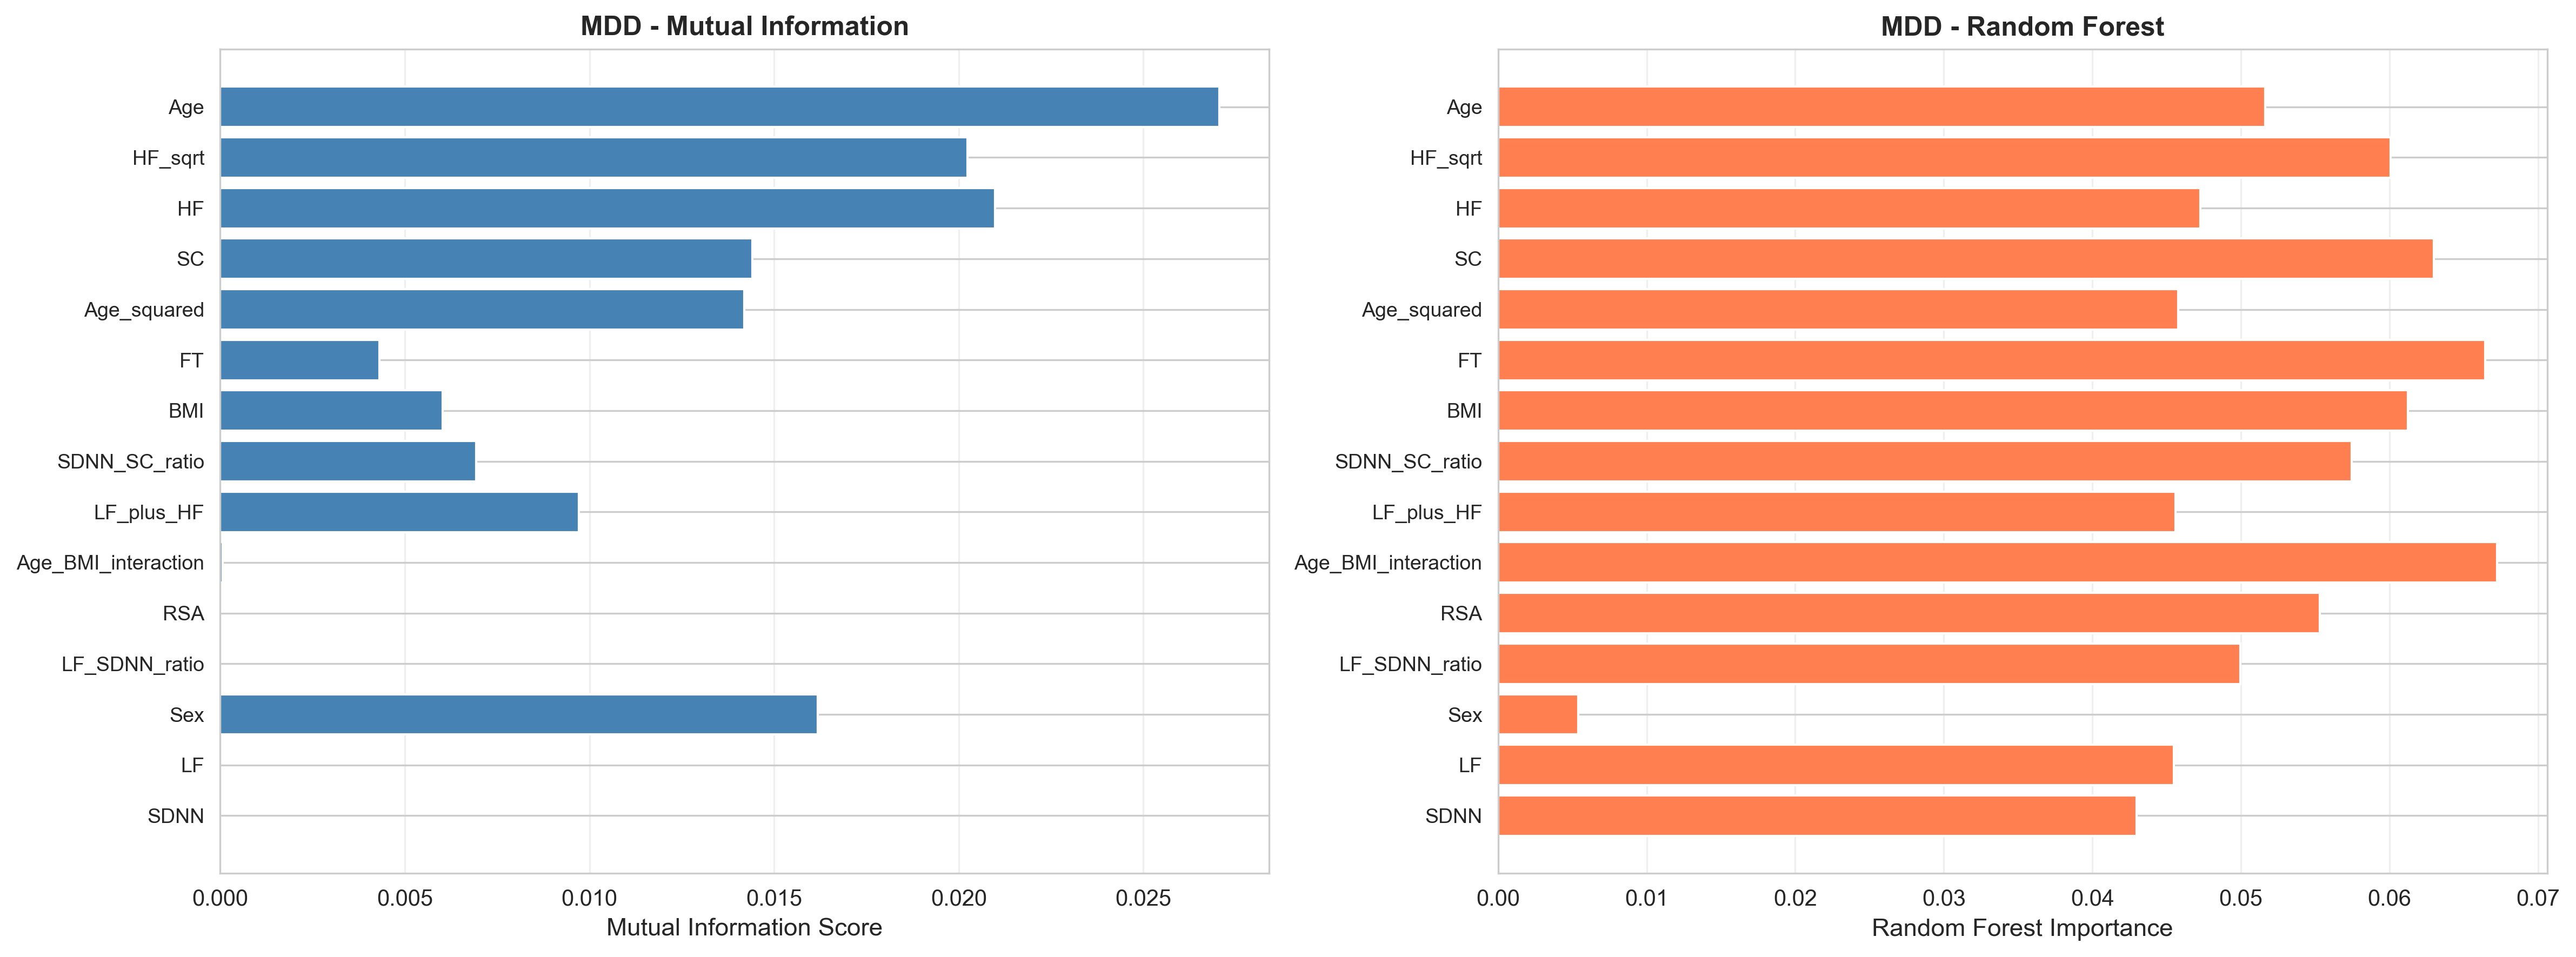 MDD - Mutual Information
Age
HF_sqrt
HF
SC
Age_squared
FT
BMI
SDNN_SC_ratio
LF_plus_HF
Age_BMI_interaction
RSA
LF_SDNN_ratio
Sex
LF
SDNN
0.000 0.005 0.010 0.015 0.020 0.025
Mutual Information Score
MDD - Random Forest
Age
HF_sqrt
HF
SC
Age_squared
FT
BMI
SDNN_SC_ratio
LF_plus_HF
Age_BMI_interaction
RSA
LF_SDNN_ratio
Sex
LF
SDNN
0.00 0.01 0.02 0.03 0.04 0.05 0.06 0.07
Random Forest Importance